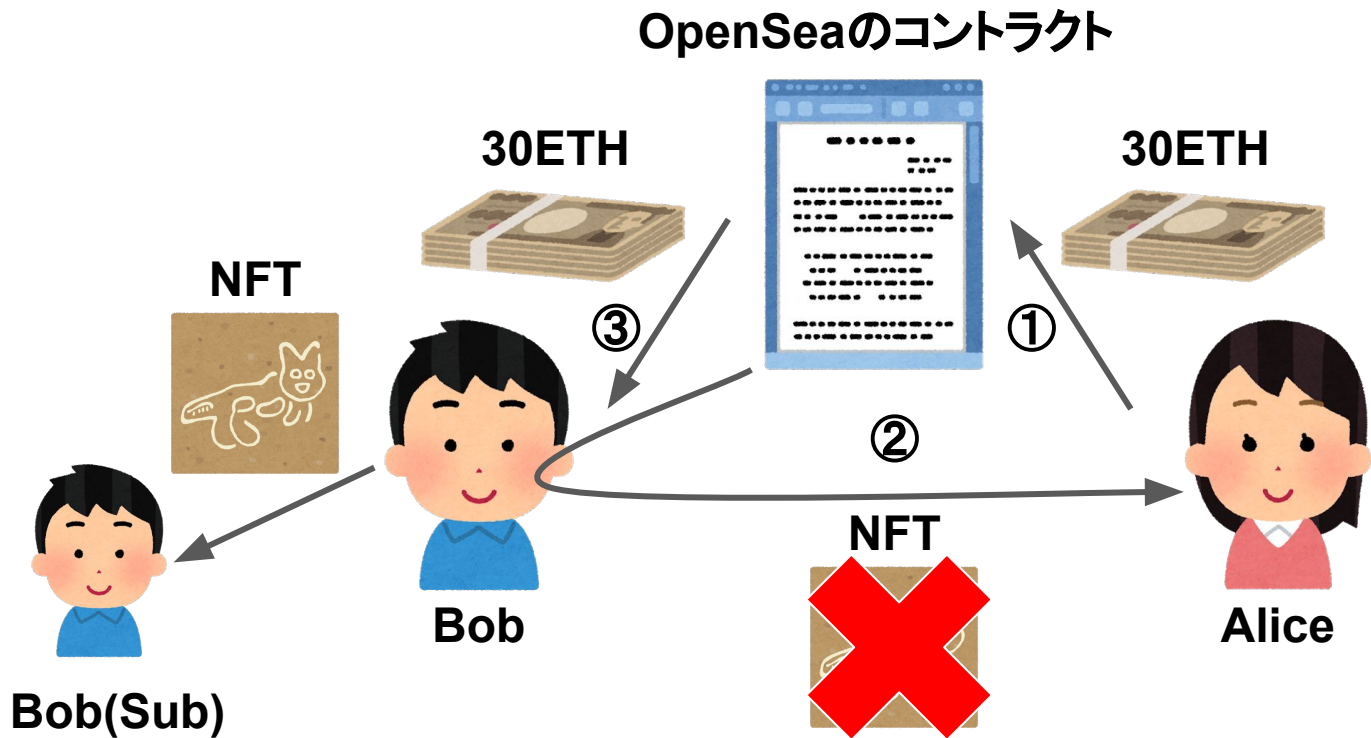 OpenSeaのコントラクト
30ETH
30ETH
NFT
③
①
②
NFT
Bob
Alice
Bob(Sub)